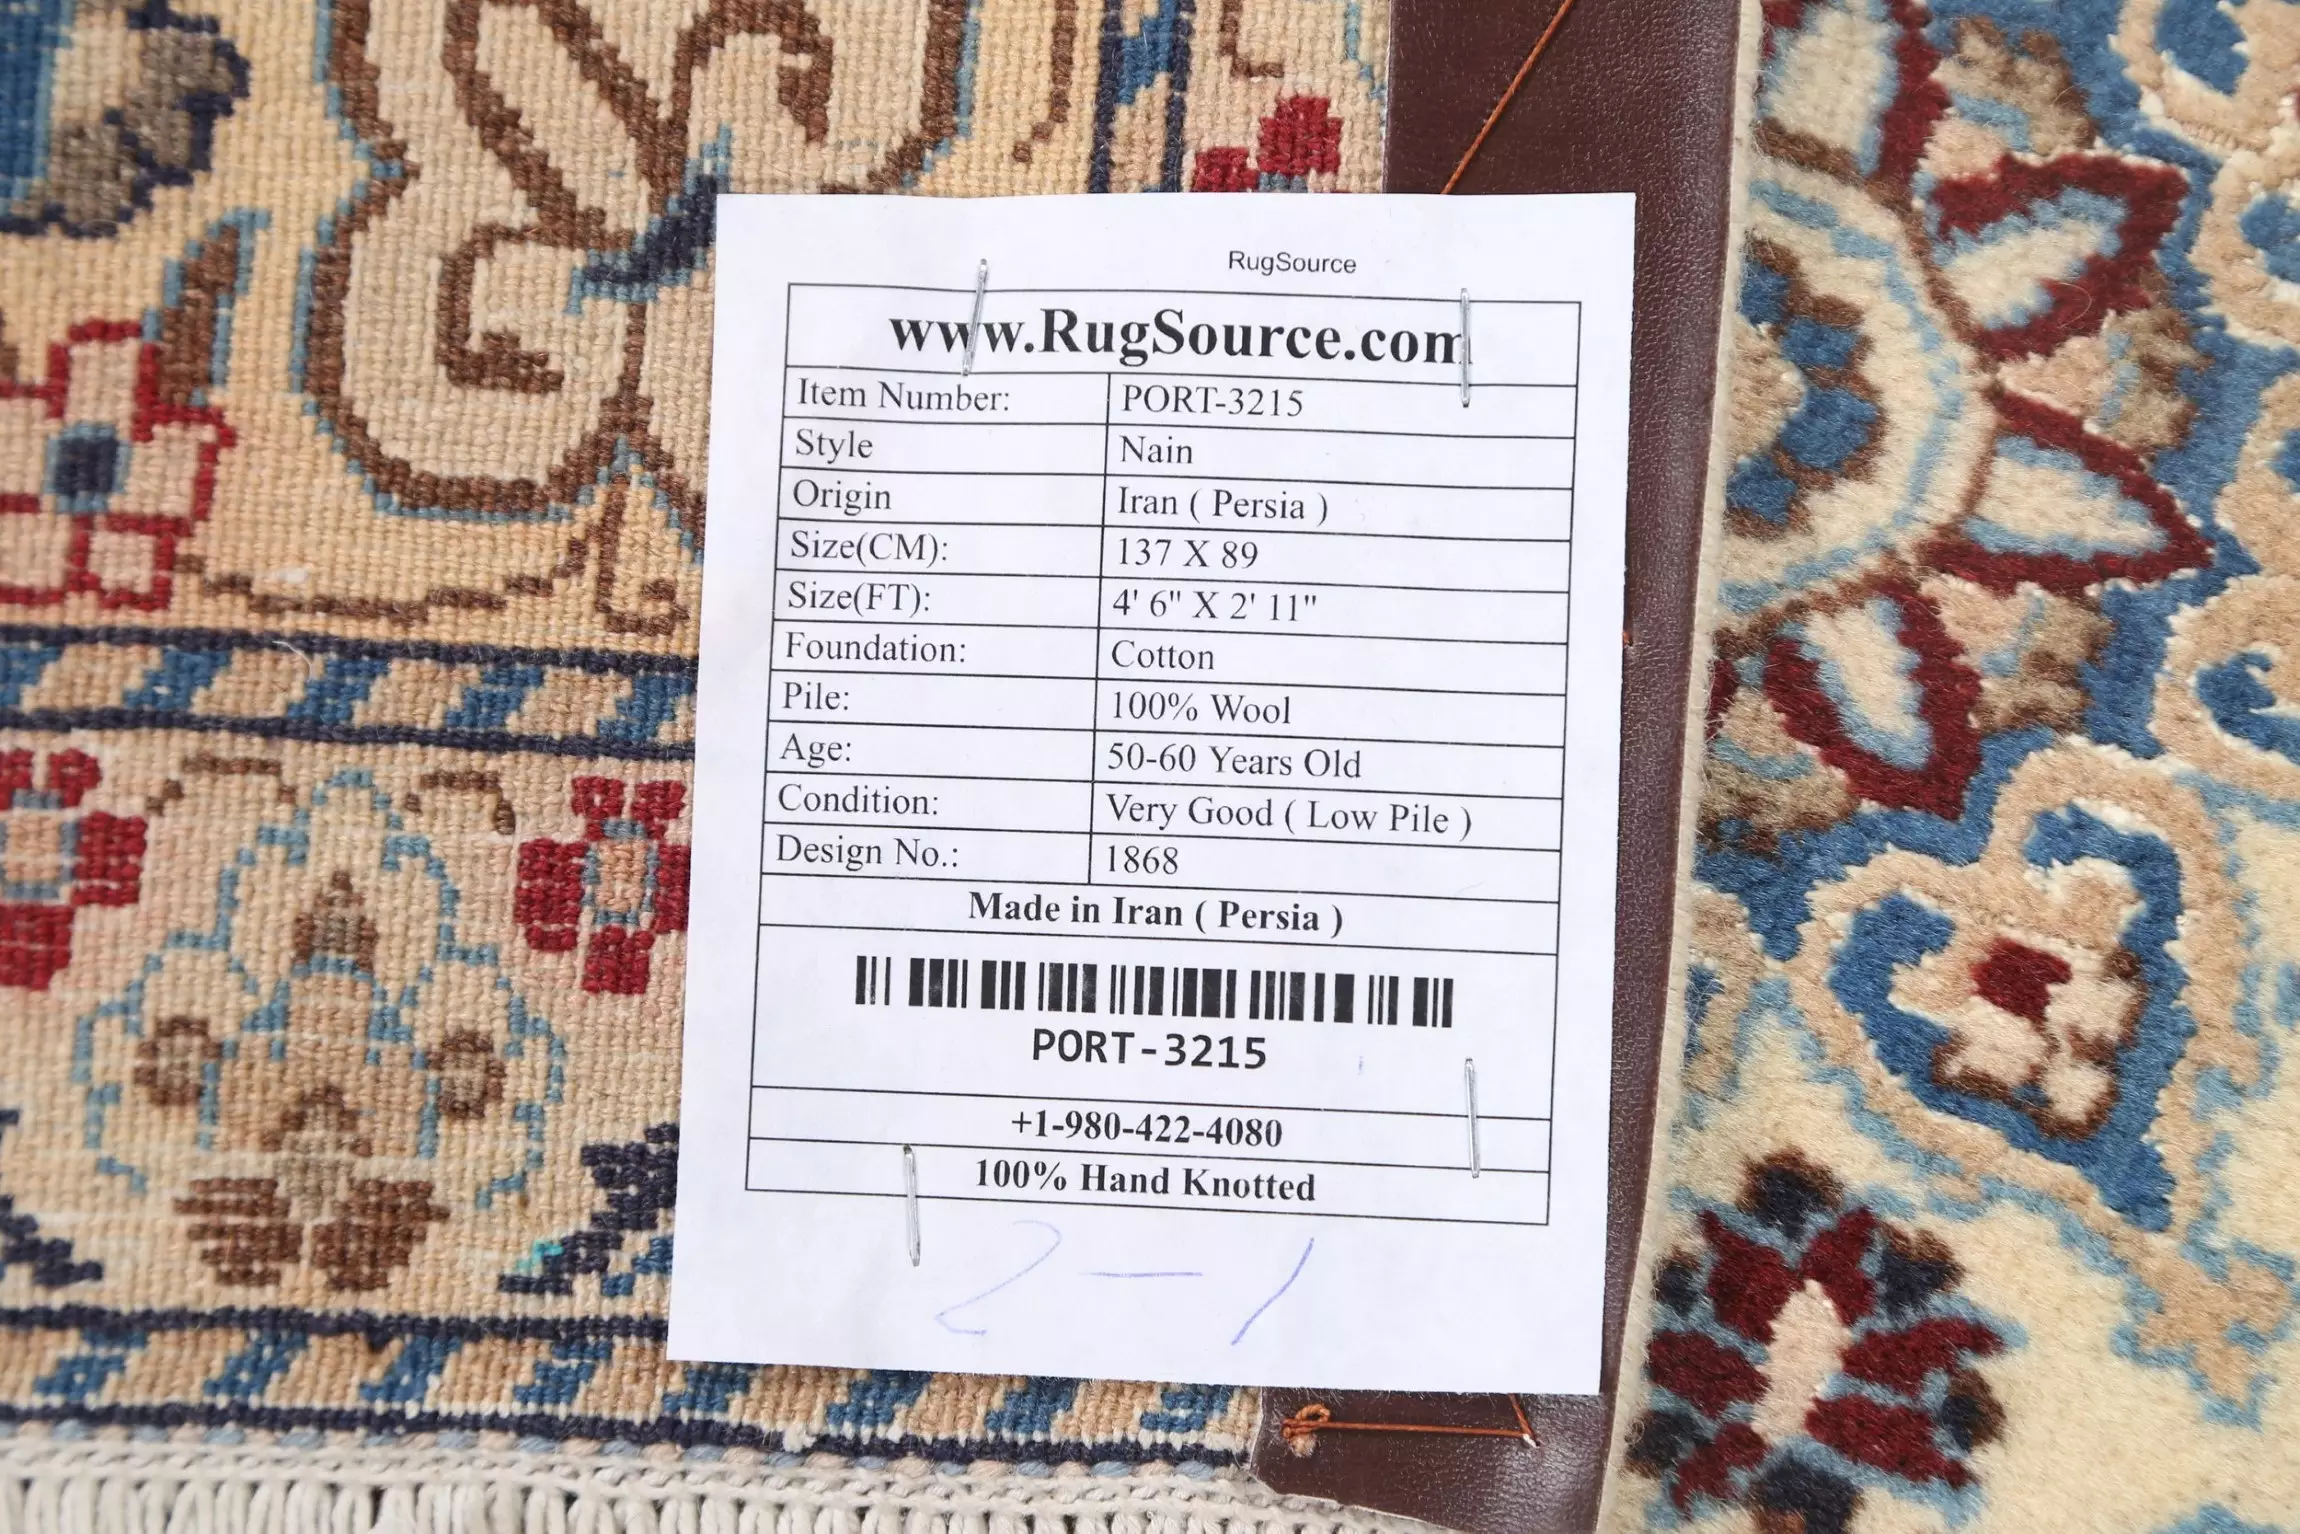 RugSource
www.RugSource.com
Item Number: PORT-3215
Style Nain
Origin Iran ( Persia )
Size(CM): 137 X 89
Size(FT): 4' 6" X 2' 11"
Foundation: Cotton
Pile: 100% Wool
Age: 50-60 Years Old
Condition: Very Good ( Low Pile )
Design No.: 1868
Made in Iran ( Persia )
PORT-3215
+1-980-422-4080
100% Hand Knotted
2-1